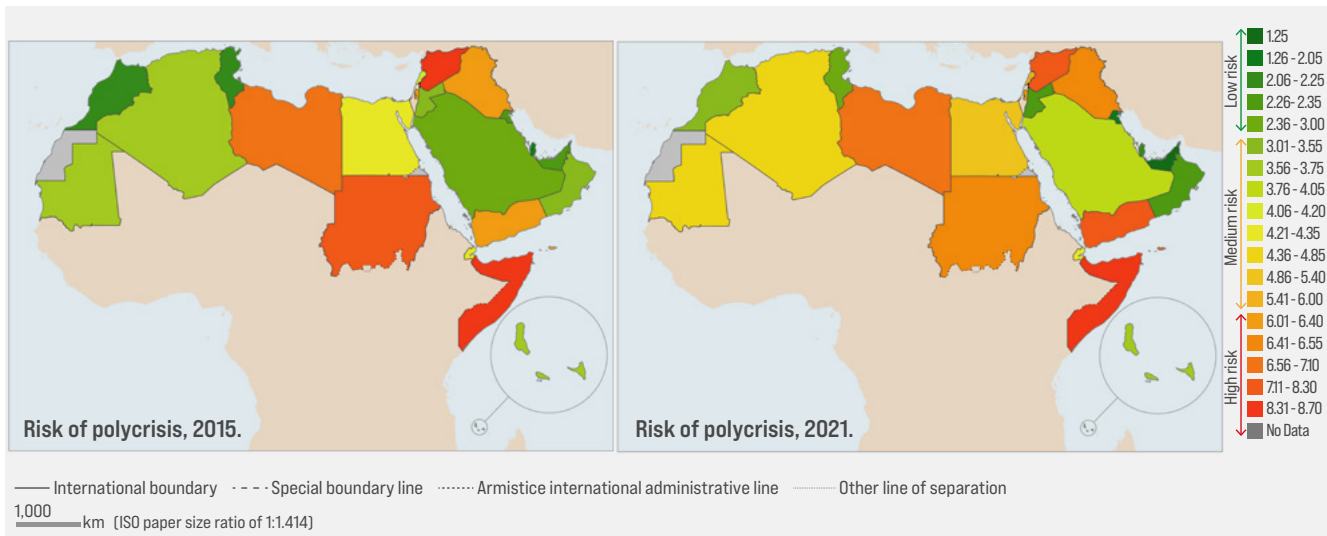 Risk of polycrisis, 2015.
Risk of polycrisis, 2021.
Low risk
Medium risk
High risk
1.25
1.26 - 2.05
2.06 - 2.25
2.26 - 2.35
2.36 - 3.00
3.01 - 3.55
3.56 - 3.75
3.76 - 4.05
4.06 - 4.20
4.21 - 4.35
4.36 - 4.85
4.86 - 5.40
5.41 - 6.00
6.01 - 6.40
6.41 - 6.55
6.56 - 7.10
7.11 - 8.30
8.31 - 8.70
No Data
International boundary Special boundary line Armistice international administrative line Other line of separation
1,000
km (ISO paper size ratio of 1:1.414)